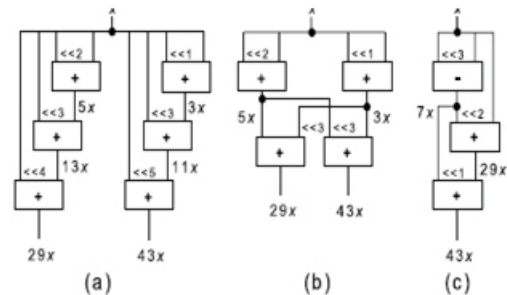 x x x
<<2 <<1 <<2 <<1 <<3
+ + + + -
5x 3x 5x 3x 7x
<<3 <<3 <<3 <<3 <<2
+ + + + +
13x 11x 29x
<<4 <<5 <<1
+ + +
29x 43x
29x 43x 43x
(a) (b) (c)